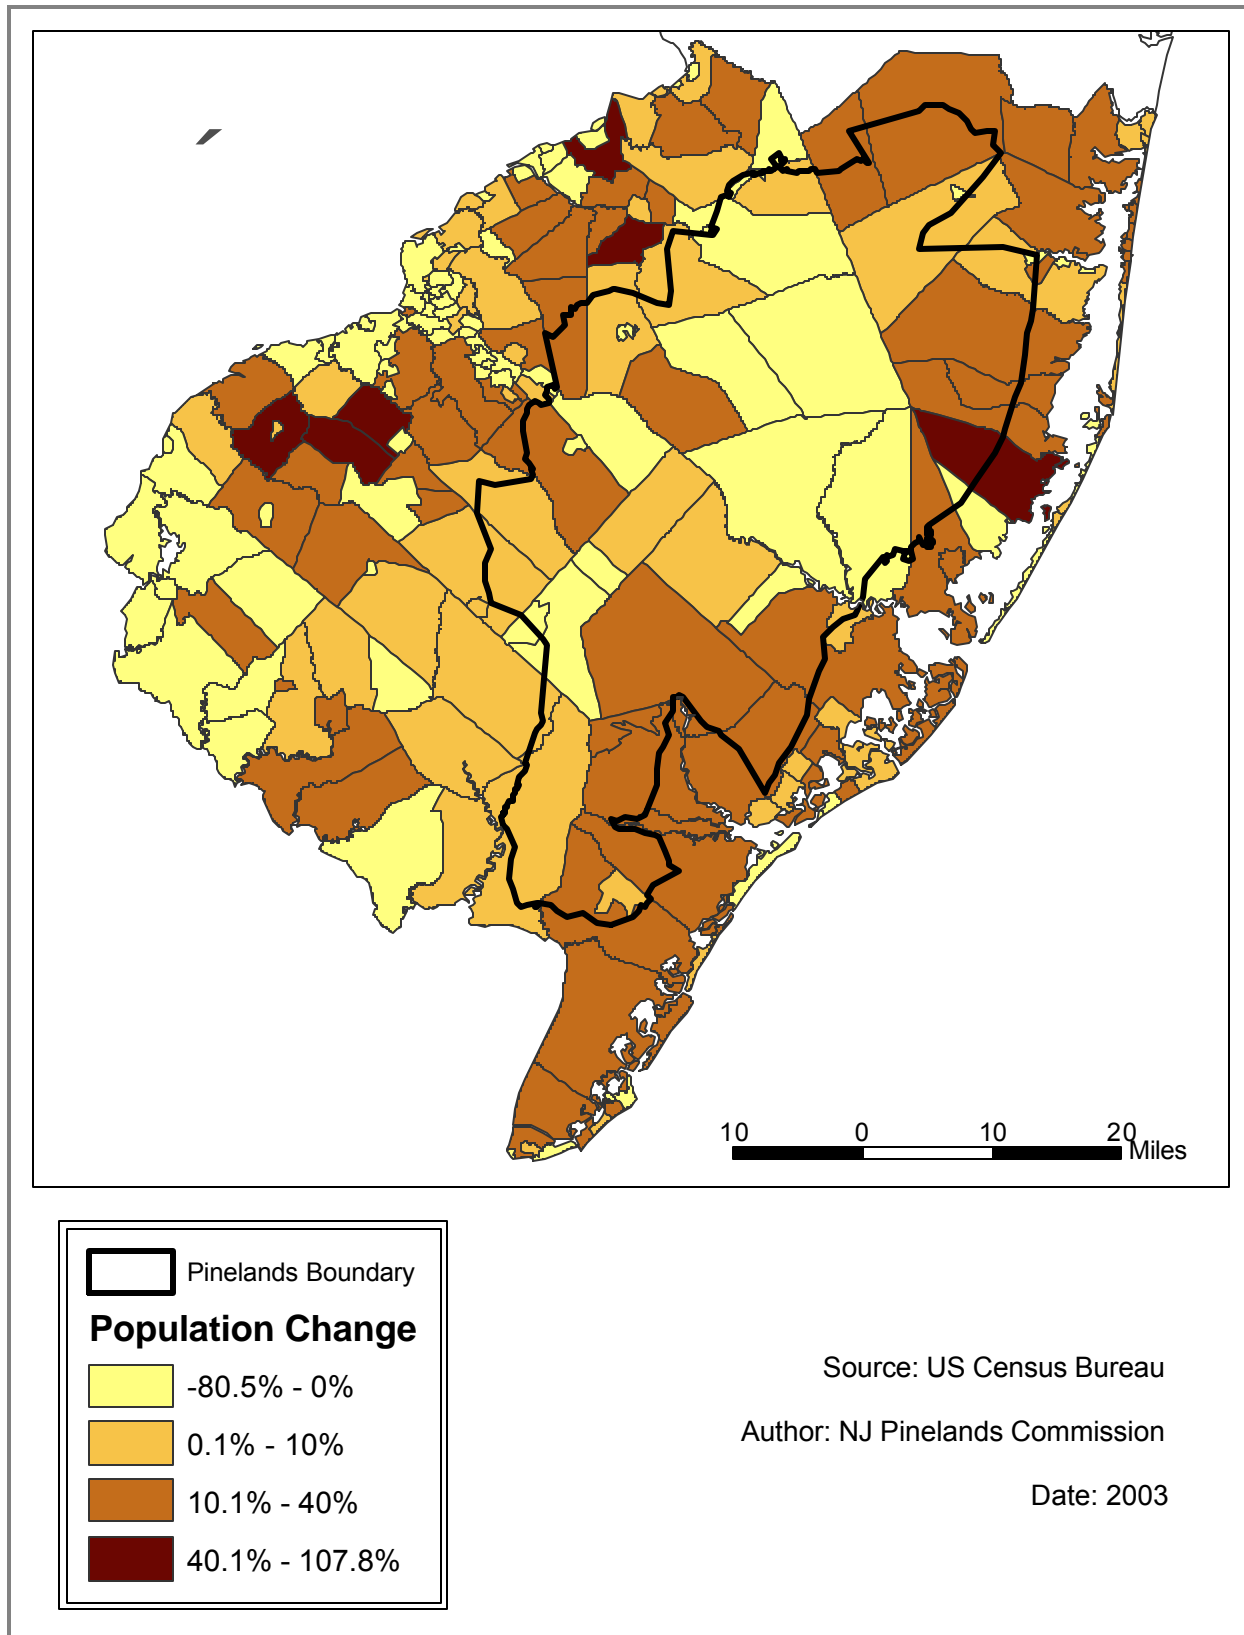 10 0 10 20
Miles
Pinelands Boundary
Population Change
-80.5% - 0%
0.1% - 10%
10.1% - 40%
40.1% - 107.8%
Source: US Census Bureau
Author: NJ Pinelands Commission
Date: 2003